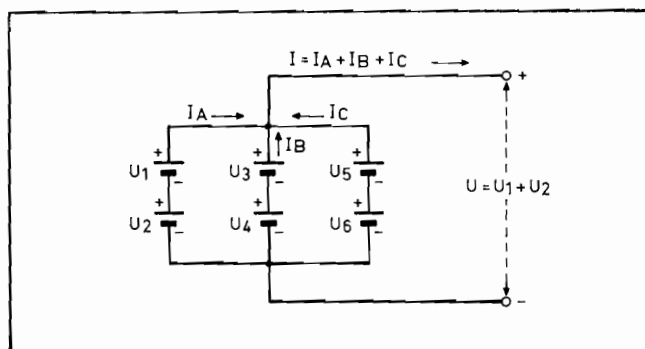 I = IA + IB + IC
+
IA IC
IB
+ + +
U1 U3 U5
- - -
U = U1 + U2
+ + +
U2 U4 U6
- - -
-